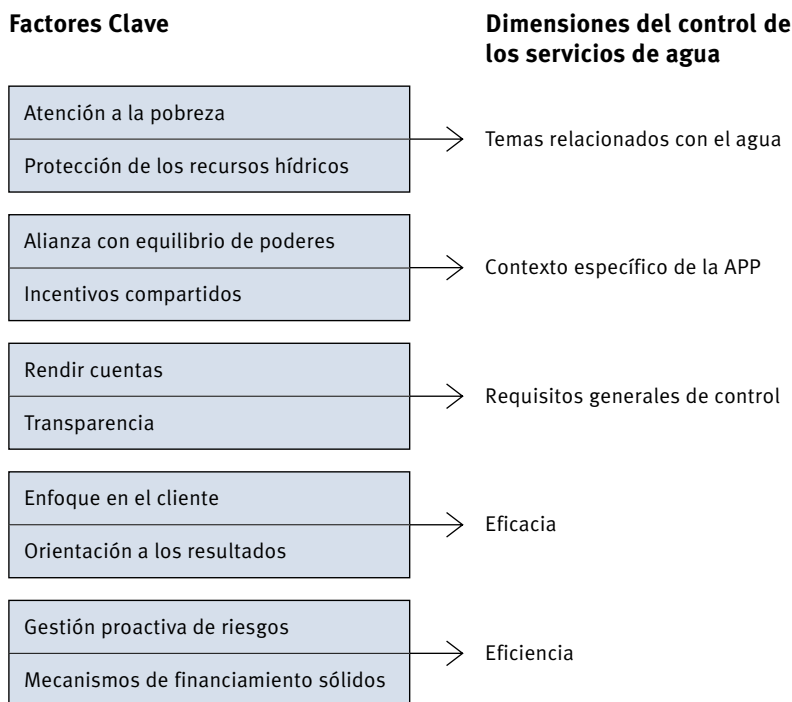 Factores Clave
Dimensiones del control de
los servicios de agua
Atención a la pobreza
Protección de los recursos hídricos
Temas relacionados con el agua
Alianza con equilibrio de poderes
Incentivos compartidos
Contexto específico de la APP
Rendir cuentas
Transparencia
Requisitos generales de control
Enfoque en el cliente
Orientación a los resultados
Eficacia
Gestión proactiva de riesgos
Mecanismos de financiamiento sólidos
Eficiencia